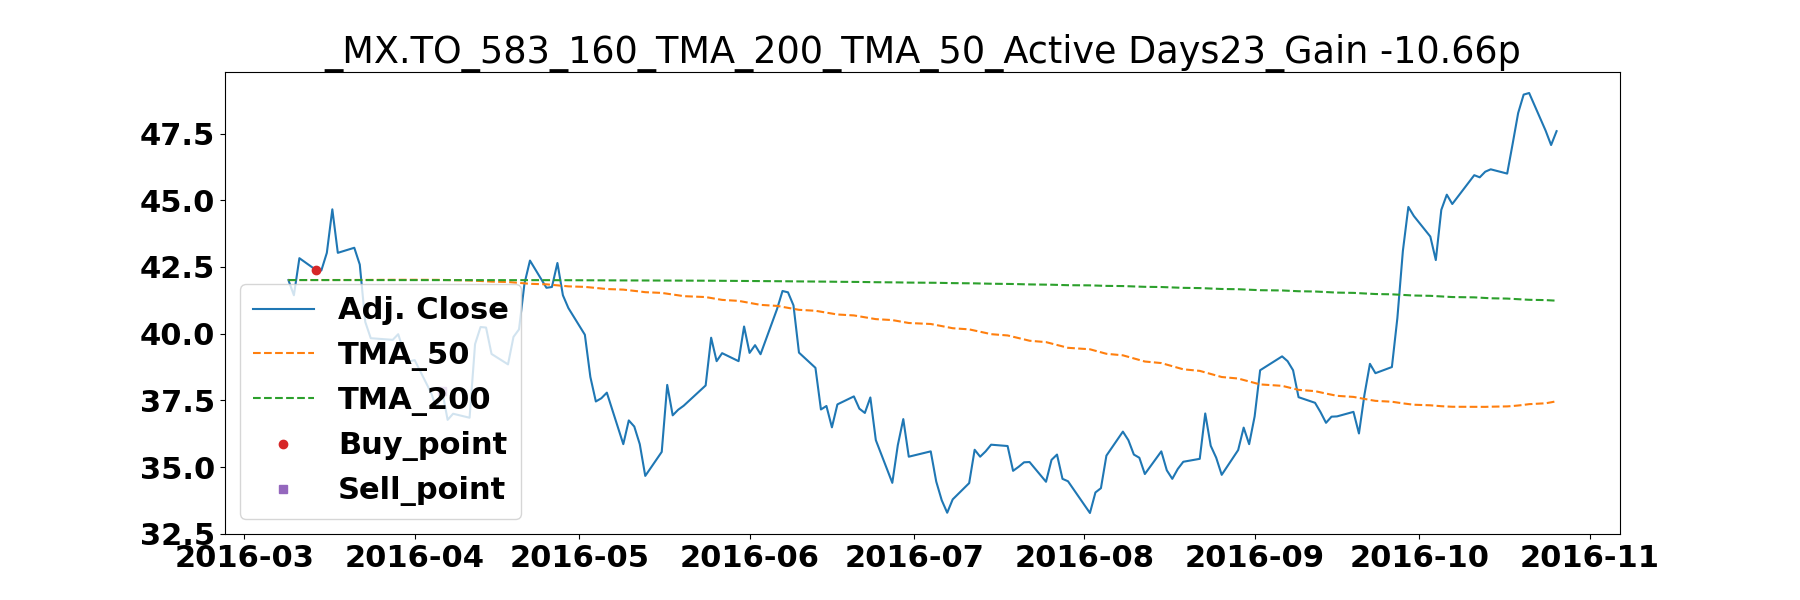 _MX.TO_583_160_TMA_200_TMA_50_Active Days23_Gain -10.66p
47.5
45.0
42.5
40.0
37.5
35.0
32.5
Adj. Close
TMA_50
TMA_200
Buy_point
Sell_point
2016-03 2016-04 2016-05 2016-06 2016-07 2016-08 2016-09 2016-10 2016-11